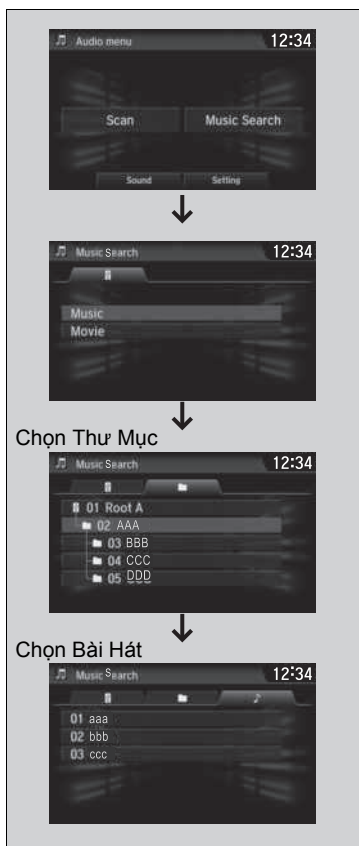 Audio menu 12:34
Scan Music Search
Sound Setting
Music Search 12:34
Music
Movie
Chọn Thư Mục
Music Search 12:34
01 Root A
02 AAA
03 BBB
04 CCC
05 DDD
Chọn Bài Hát
Music Search 12:34
01 aaa
02 bbb
03 ccc